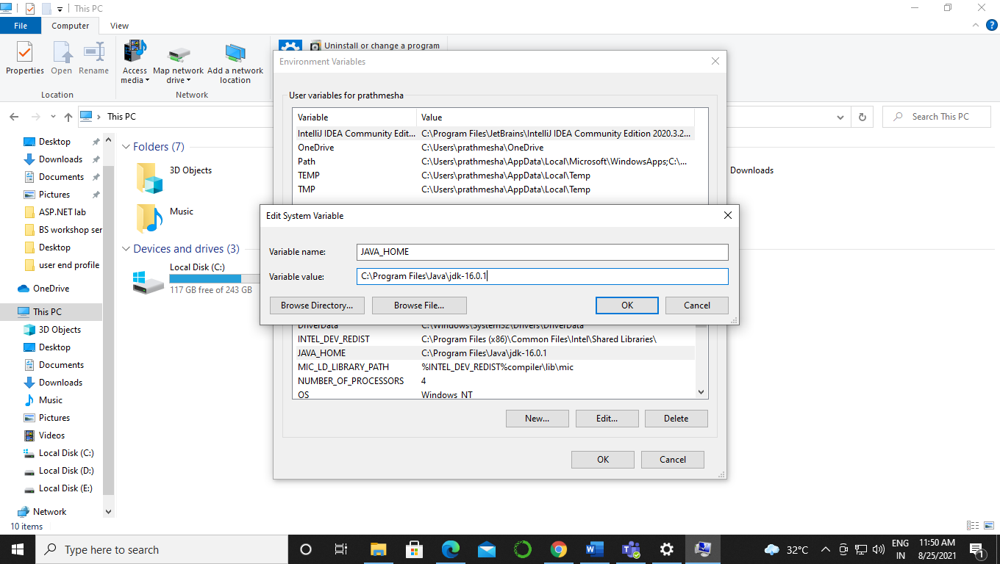 This PC
File
Computer
View
Properties
Open
Rename
Access media
Map network drive
Add a network location
Uninstall or change a program
Location
Network
This PC
Search This PC
Desktop
Downloads
Documents
Pictures
ASP.NET lab
BS workshop ser
Desktop
user end profile
OneDrive
This PC
3D Objects
Desktop
Documents
Downloads
Music
Pictures
Videos
Local Disk (C:)
Local Disk (D:)
Local Disk (E:)
Network
10 items
Folders (7)
3D Objects
Music
Downloads
Devices and drives (3)
Local Disk (C:)
117 GB free of 243 GB
Environment Variables
User variables for prathmesha
Variable Value
IntelliJ IDEA Community Edit... C:\Program Files\JetBrains\IntelliJ IDEA Community Edition 2020.3.2...
OneDrive C:\Users\prathmesha\OneDrive
Path C:\Users\prathmesha\AppData\Local\Microsoft\WindowsApps;C:\...
TEMP C:\Users\prathmesha\AppData\Local\Temp
TMP C:\Users\prathmesha\AppData\Local\Temp
Edit System Variable
Variable name: JAVA_HOME
Variable value: C:\Program Files\Java\jdk-16.0.1
Browse Directory... Browse File... OK Cancel
DriverData C:\Windows\System32\Drivers\DriverData
INTEL_DEV_REDIST C:\Program Files (x86)\Common Files\Intel\Shared Libraries\
JAVA_HOME C:\Program Files\Java\jdk-16.0.1
MIC_LD_LIBRARY_PATH %INTEL_DEV_REDIST%compiler\lib\mic
NUMBER_OF_PROCESSORS 4
OS Windows_NT
New... Edit... Delete
OK Cancel
Type here to search
32°C
ENG
IN
11:50 AM
8/25/2021
1